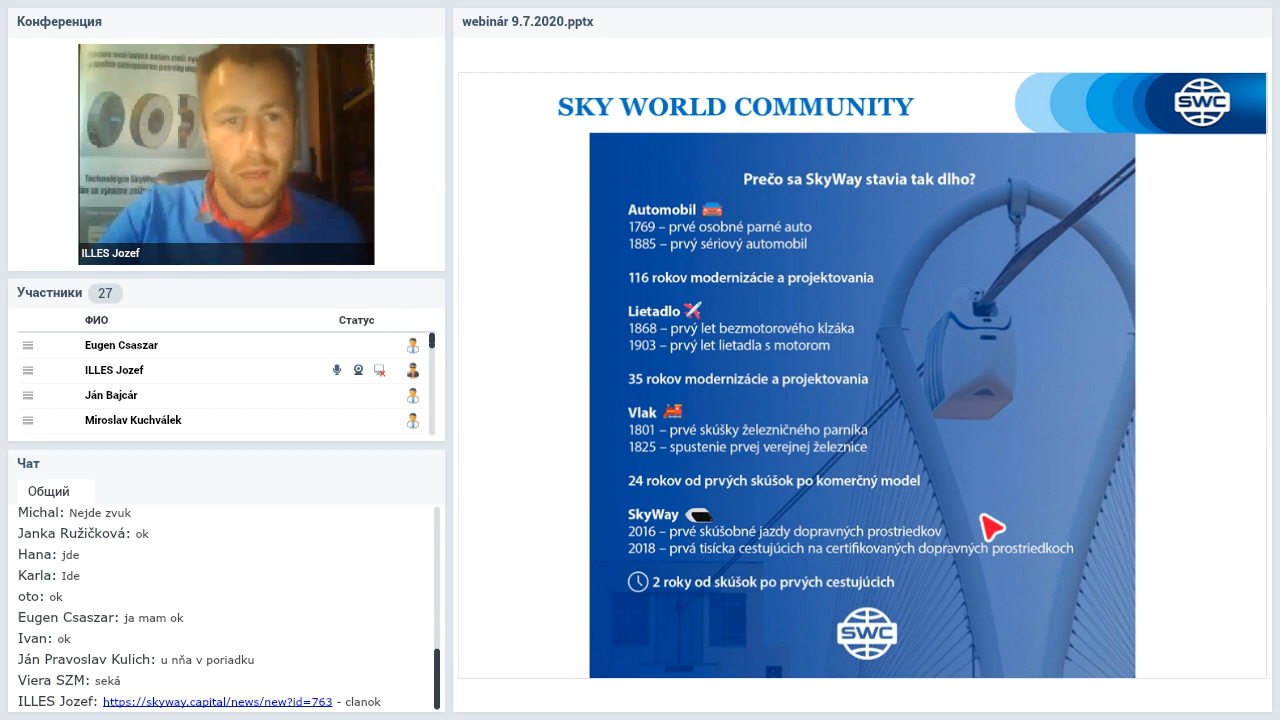 Конференция
ILLES Jozef
Участники 27
ФИО Статус
Eugen Csaszar
ILLES Jozef
Ján Bajcár
Miroslav Kuchválek
Чат
Общий
Michal: Nejde zvuk
Janka Ružičková: ok
Hana: jde
Karla: Ide
oto: ok
Eugen Csaszar: ja mam ok
Ivan: ok
Ján Pravoslav Kulich: u nňa v poriadku
Viera SZM: seká
ILLES Jozef: https://skyway.capital/news/new?id=763 - clanok
webinár 9.7.2020.pptx
SKY WORLD COMMUNITY
SWC
Prečo sa SkyWay stavia tak dlho?
Automobil
1769 – prvé osobné parné auto
1885 – prvý sériový automobil
116 rokov modernizácie a projektovania
Lietadlo
1868 – prvý let bezmotorového klzáka
1903 – prvý let lietadla s motorom
35 rokov modernizácie a projektovania
Vlak
1801 – prvé skúšky železničného parníka
1825 – spustenie prvej verejnej železnice
24 rokov od prvých skúšok po komerčný model
SkyWay
2016 – prvé skúšobné jazdy dopravných prostriedkov
2018 – prvá tisícka cestujúcich na certifikovaných dopravných prostriedkoch
2 roky od skúšok po prvých cestujúcich
SWC